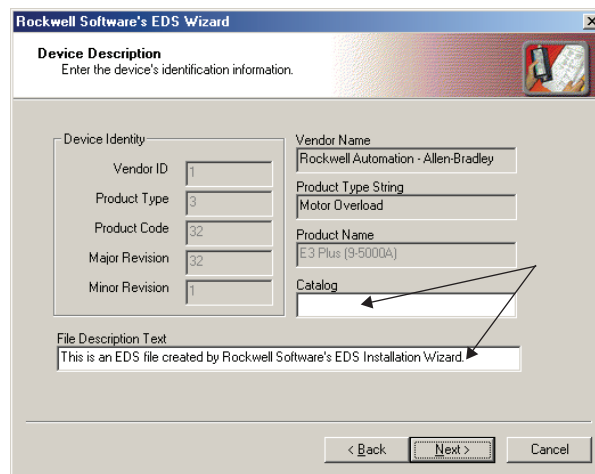 Rockwell Software's EDS Wizard
Device Description
Enter the device's identification information.
Device Identity
Vendor ID 1
Product Type 3
Product Code 32
Major Revision 32
Minor Revision 1
Vendor Name
Rockwell Automation - Allen-Bradley
Product Type String
Motor Overload
Product Name
E3 Plus (9-5000A)
Catalog
File Description Text
This is an EDS file created by Rockwell Software's EDS Installation Wizard.
< Back
Next >
Cancel